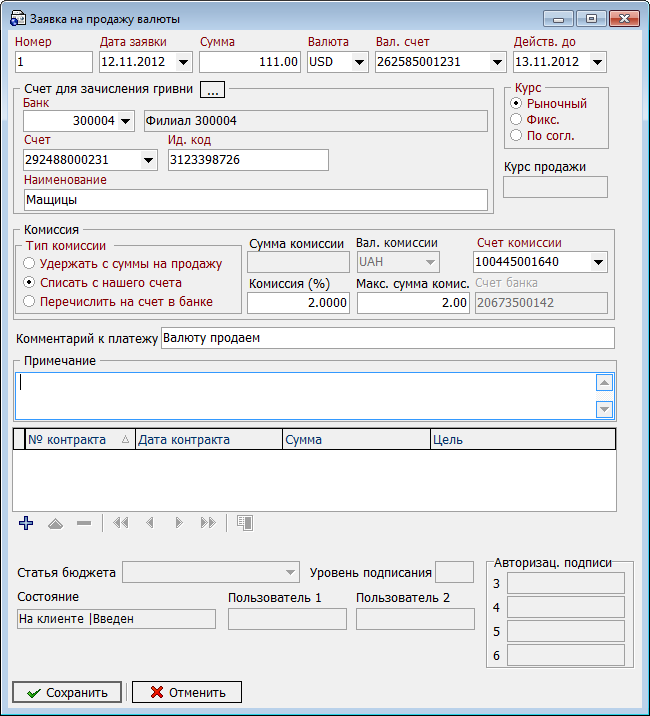 Заявка на продажу валюты
Номер Дата заявки Сумма Валюта Вал. счет Действ. до
1 12.11.2012 111.00 USD 262585001231 13.11.2012
Счет для зачисления гривни ...
Банк
300004 Филиал 300004
Счет Ид. код
292488000231 3123398726
Наименование
Мащицы
Курс
Рыночный
Фикс.
По согл.
Курс продажи
Комиссия
Тип комиссии
Удержать с суммы на продажу
Списать с нашего счета
Перечислить на счет в банке
Сумма комиссии Вал. комиссии Счет комиссии
UAH 100445001640
Комиссия (%) Макс. сумма комис. Счет банка
2.0000 2.00 20673500142
Комментарий к платежу Валюту продаем
Примечание
№ контракта Дата контракта Сумма Цель
Статья бюджета Уровень подписания
Состояние Пользователь 1 Пользователь 2
На клиенте |Введен
Авторизац. подписи
3
4
5
6
Сохранить Отменить